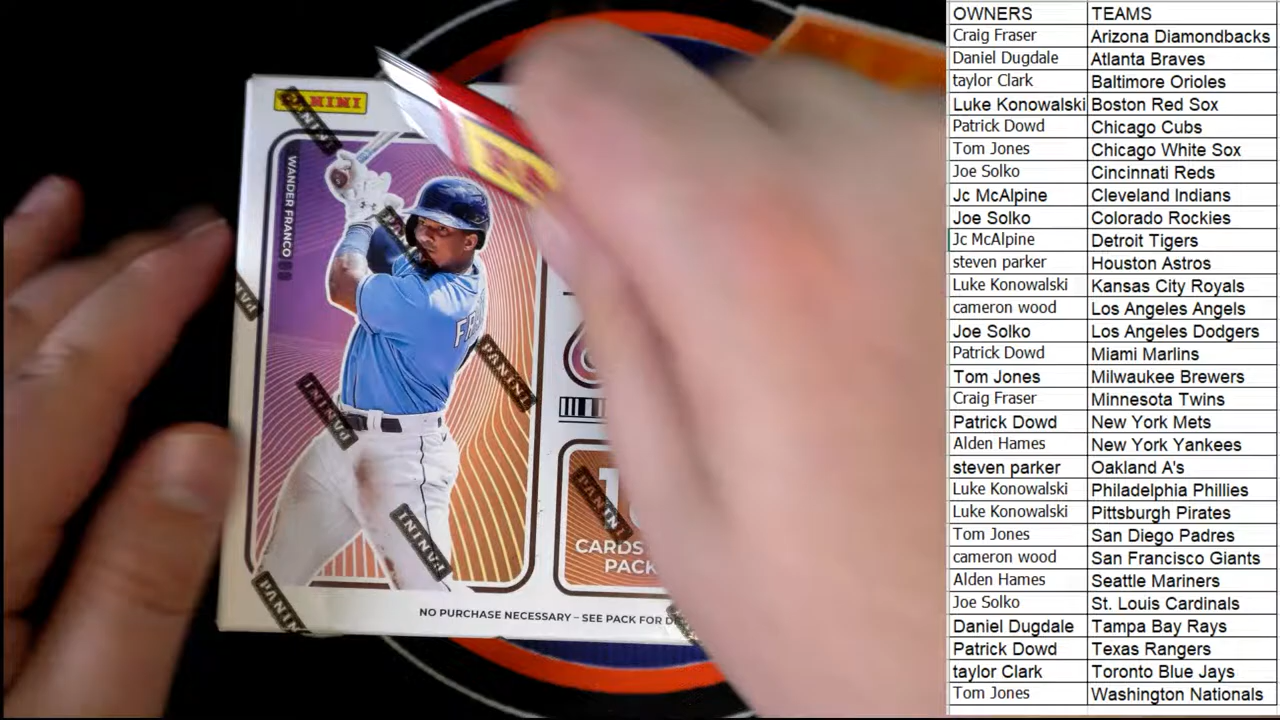 PANINI
WANDER FRANCO
PANINI
PANINI
PANINI
PANINI
PANINI
PANINI
PANINI
CARDS
PACK
NO PURCHASE NECESSARY – SEE PACK FOR
OWNERS TEAMS
Craig Fraser Arizona Diamondbacks
Daniel Dugdale Atlanta Braves
taylor Clark Baltimore Orioles
Luke Konowalski Boston Red Sox
Patrick Dowd Chicago Cubs
Tom Jones Chicago White Sox
Joe Solko Cincinnati Reds
Jc McAlpine Cleveland Indians
Joe Solko Colorado Rockies
Jc McAlpine Detroit Tigers
steven parker Houston Astros
Luke Konowalski Kansas City Royals
cameron wood Los Angeles Angels
Joe Solko Los Angeles Dodgers
Patrick Dowd Miami Marlins
Tom Jones Milwaukee Brewers
Craig Fraser Minnesota Twins
Patrick Dowd New York Mets
Alden Hames New York Yankees
steven parker Oakland A's
Luke Konowalski Philadelphia Phillies
Luke Konowalski Pittsburgh Pirates
Tom Jones San Diego Padres
cameron wood San Francisco Giants
Alden Hames Seattle Mariners
Joe Solko St. Louis Cardinals
Daniel Dugdale Tampa Bay Rays
Patrick Dowd Texas Rangers
taylor Clark Toronto Blue Jays
Tom Jones Washington Nationals